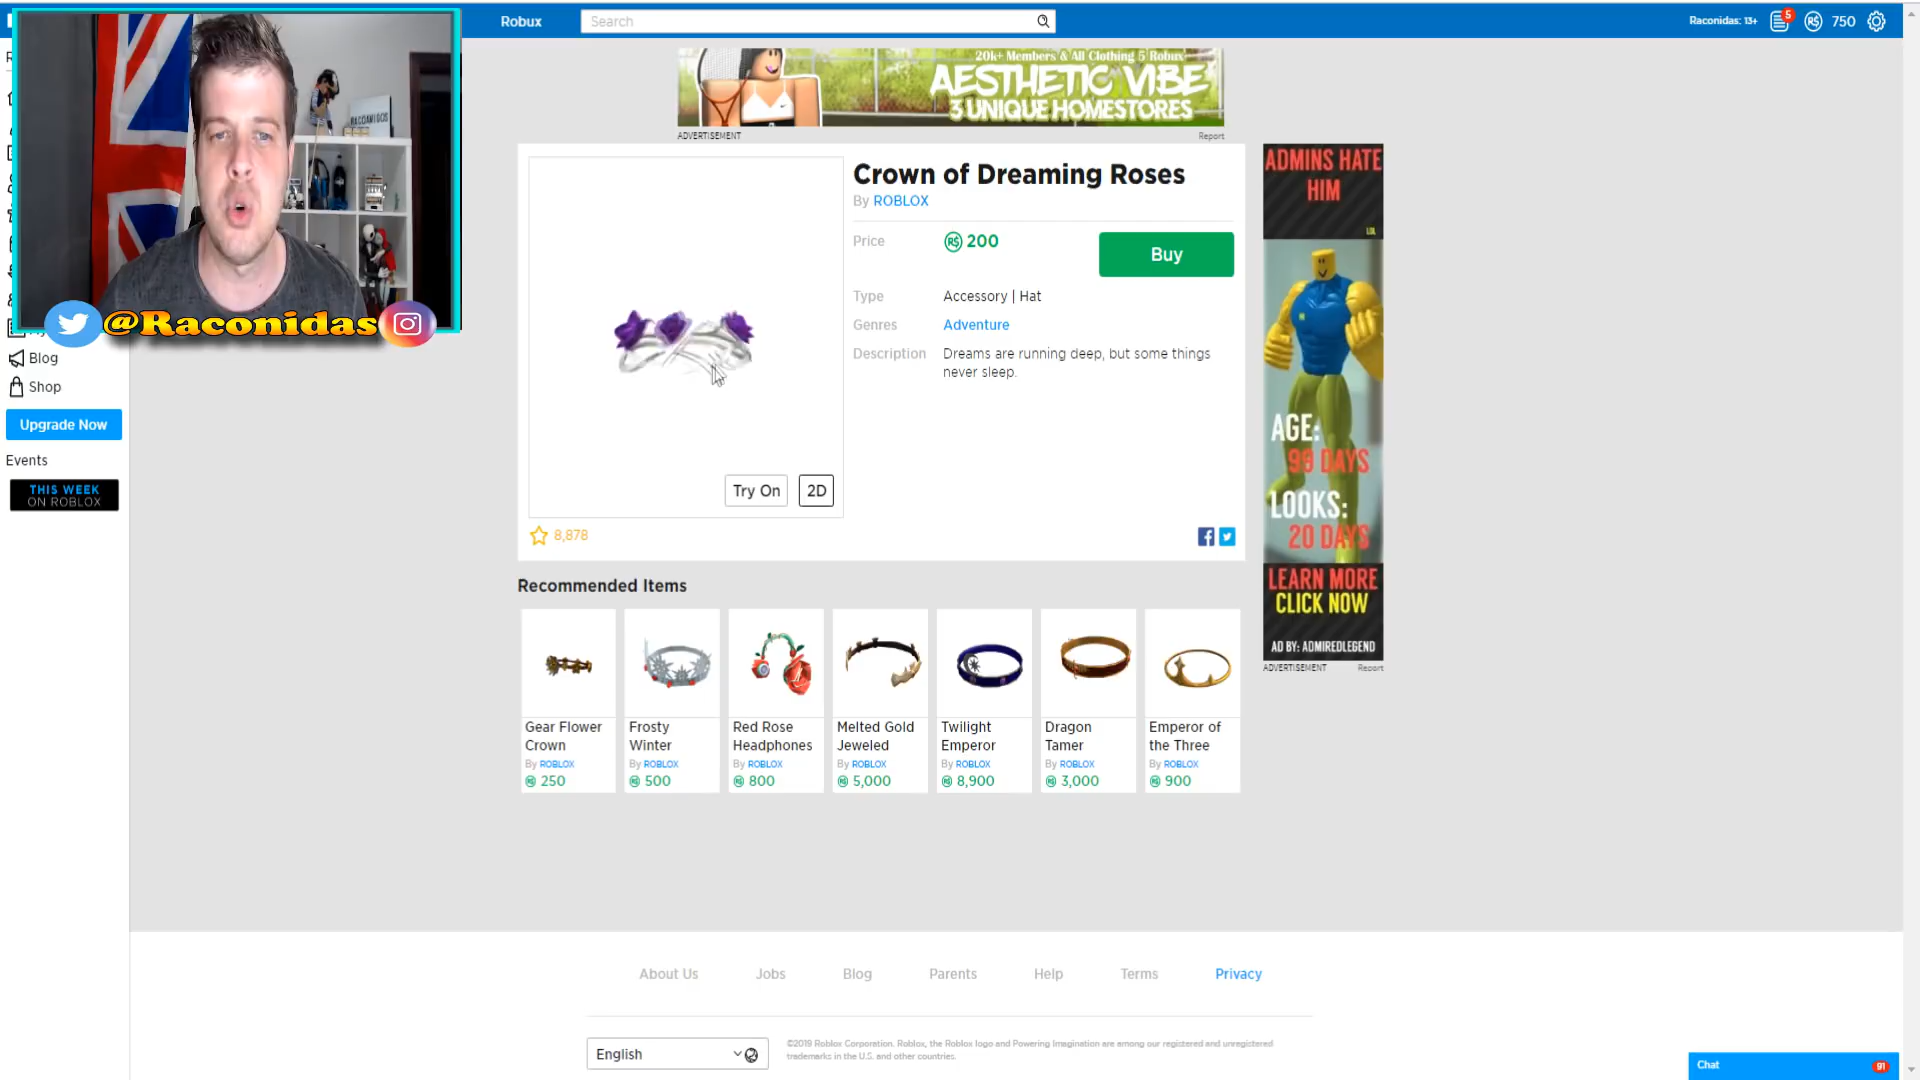 Robux
Search
Raconidas: 13+
5
750
RACOAMIGOS
@Raconidas
Blog
Shop
Upgrade Now
Events
THIS WEEK
ON ROBLOX
20k+ Members & All Clothing 5 Robux
AESTHETIC VIBE
3 UNIQUE HOMESTORES
ADVERTISEMENT
Report
Crown of Dreaming Roses
By ROBLOX
Price
R$ 200
Buy
Type
Accessory | Hat
Genres
Adventure
Description
Dreams are running deep, but some things
never sleep.
Try On
2D
8,878
ADMINS HATE
HIM
LOL
AGE:
99 DAYS
LOOKS:
20 DAYS
LEARN MORE
CLICK NOW
AD BY: ADMIREDLEGEND
ADVERTISEMENT
Report
Recommended Items
Gear Flower
Crown
By ROBLOX
250
Frosty
Winter
By ROBLOX
500
Red Rose
Headphones
By ROBLOX
800
Melted Gold
Jeweled
By ROBLOX
5,000
Twilight
Emperor
By ROBLOX
8,900
Dragon
Tamer
By ROBLOX
3,000
Emperor of
the Three
By ROBLOX
900
About Us
Jobs
Blog
Parents
Help
Terms
Privacy
English
©2019 Roblox Corporation. Roblox, the Roblox logo and Powering Imagination are among our registered and unregistered
trademarks in the U.S. and other countries.
Chat
91